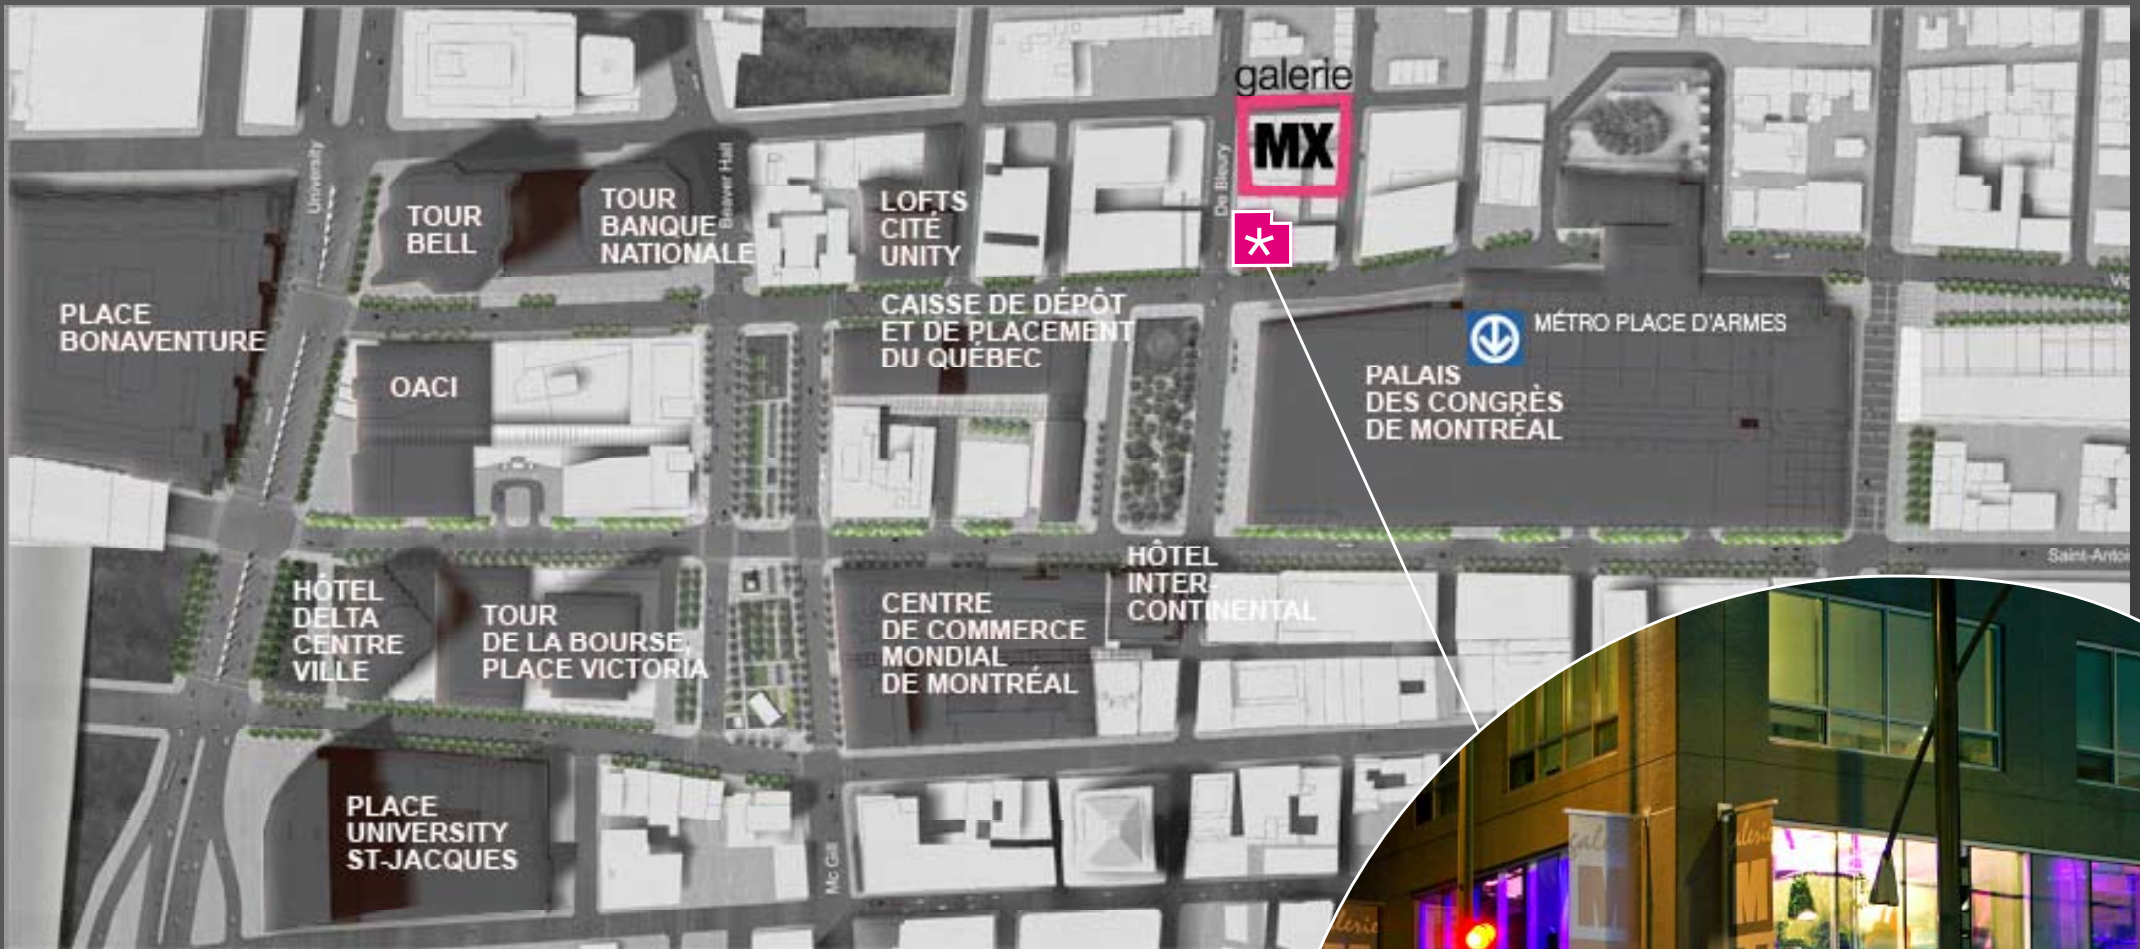 galerie
MX
University
Beaver Hall
De Bleury
TOUR
BELL
TOUR
BANQUE
NATIONALE
LOFTS
CITÉ
UNITY
PLACE
BONAVENTURE
CAISSE DE DÉPÔT
ET DE PLACEMENT
DU QUÉBEC
MÉTRO PLACE D'ARMES
OACI
PALAIS
DES CONGRÈS
DE MONTRÉAL
HÔTEL
INTER-
CONTINENTAL
HÔTEL
DELTA
CENTRE
VILLE
TOUR
DE LA BOURSE,
PLACE VICTORIA
CENTRE
DE COMMERCE
MONDIAL
DE MONTRÉAL
PLACE
UNIVERSITY
ST-JACQUES
Mc Gill